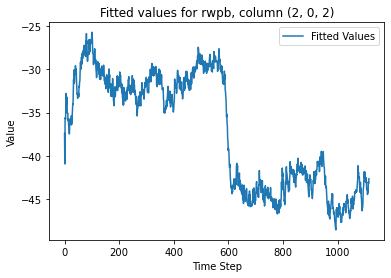 Fitted values for rwpb, column (2, 0, 2)
Fitted Values
−25
−30
−35
−40
−45
Value
0
200
400
600
800
1000
Time Step